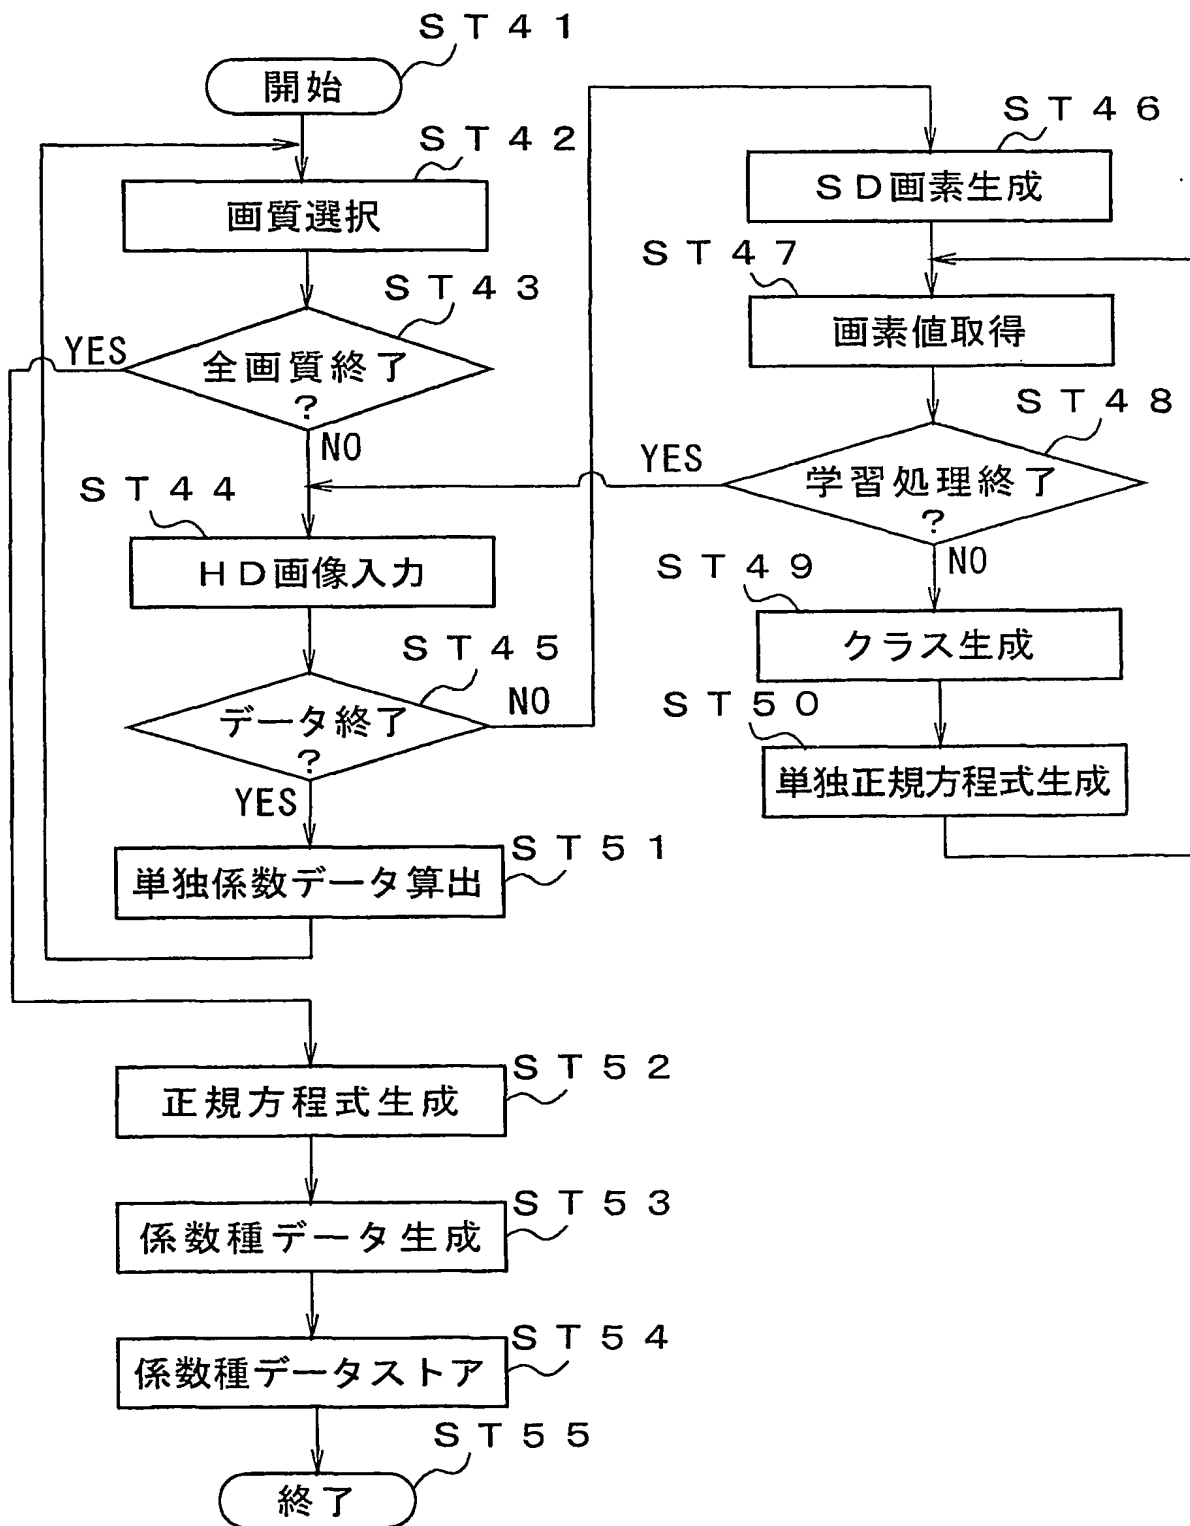 ＳＴ４１
開始
ＳＴ４２
画質選択
ＳＴ４３
YES
全画質終了
？
NO
ＳＴ４４
ＨＤ画像入力
ＳＴ４５
データ終了
？
NO
YES
ＳＴ５１
単独係数データ算出
ＳＴ４６
ＳＤ画素生成
ＳＴ４７
画素値取得
ＳＴ４８
YES
学習処理終了
？
NO
ＳＴ４９
クラス生成
ＳＴ５０
単独正規方程式生成
ＳＴ５２
正規方程式生成
ＳＴ５３
係数種データ生成
ＳＴ５４
係数種データストア
ＳＴ５５
終了